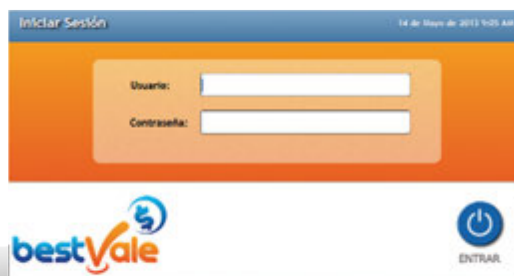 Iniciar Sesión
14 de Mayo de 2013 9:05 AM
Usuario:
Contraseña:
bestVale
ENTRAR